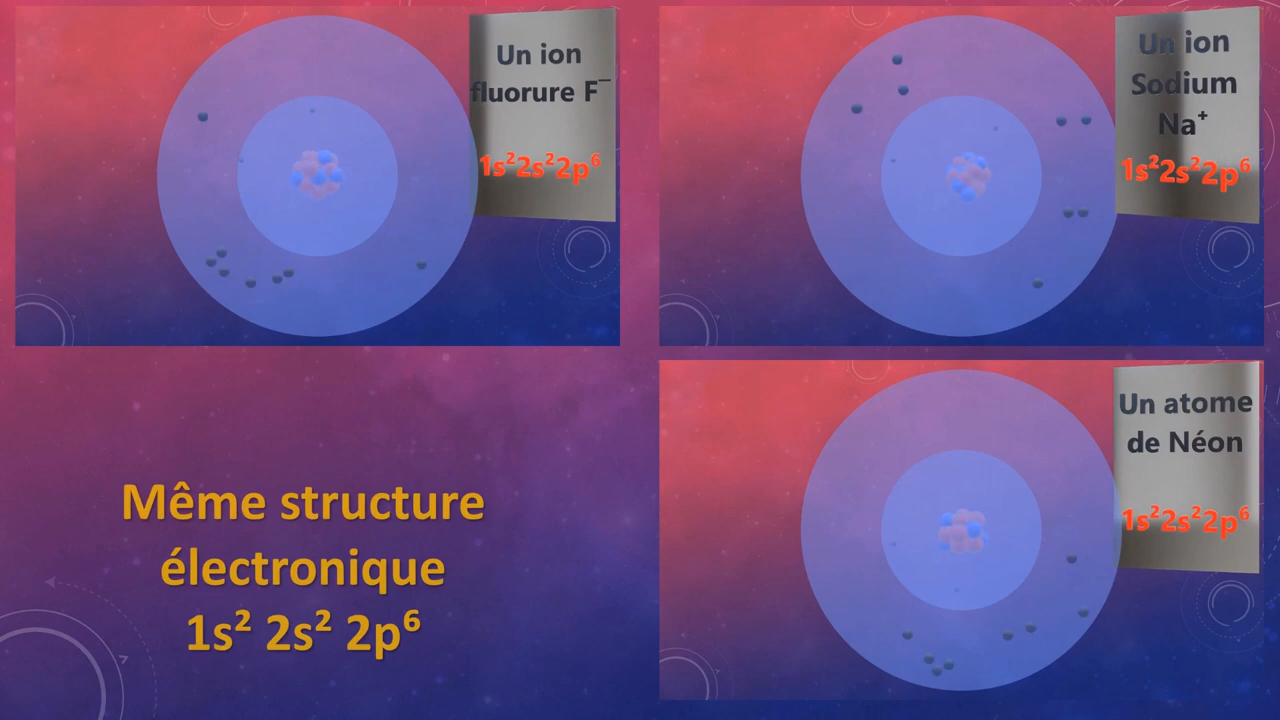 Un ion
fluorure F⁻
1s²2s²2p⁶
Un ion
Sodium
Na⁺
1s²2s²2p⁶
Même structure
électronique
1s² 2s² 2p⁶
Un atome
de Néon
1s²2s²2p⁶